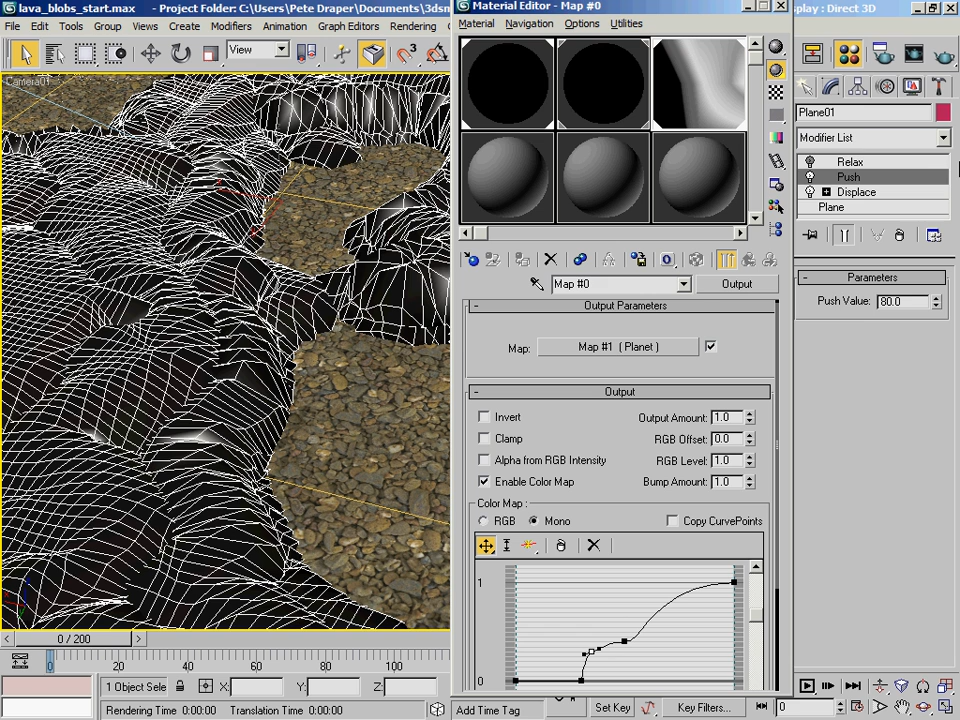 lava_blobs_start.max - Project Folder: C:\Users\Pete Draper\Documents\3dsm
Material Editor - Map #0
splay : Direct 3D
File Edit Tools Group Views Create Modifiers Animation Graph Editors Rendering
Material Navigation Options Utilities
View
Camera01
Plane01
Modifier List
Relax
Push
Displace
Plane
Map #0
Output
Parameters
Push Value: 80.0
Output Parameters
Map: Map #1 ( Planet )
Output
Invert
Output Amount: 1.0
Clamp
RGB Offset: 0.0
Alpha from RGB Intensity
RGB Level: 1.0
Enable Color Map
Bump Amount: 1.0
Color Map :
RGB Mono
Copy CurvePoints
1
0
0 / 200
0 20 40 60 80 100
1 Object Sele
X: Y: Z:
Rendering Time 0:00:00 Translation Time 0:00:00
Add Time Tag
Set Key
Key Filters...
0